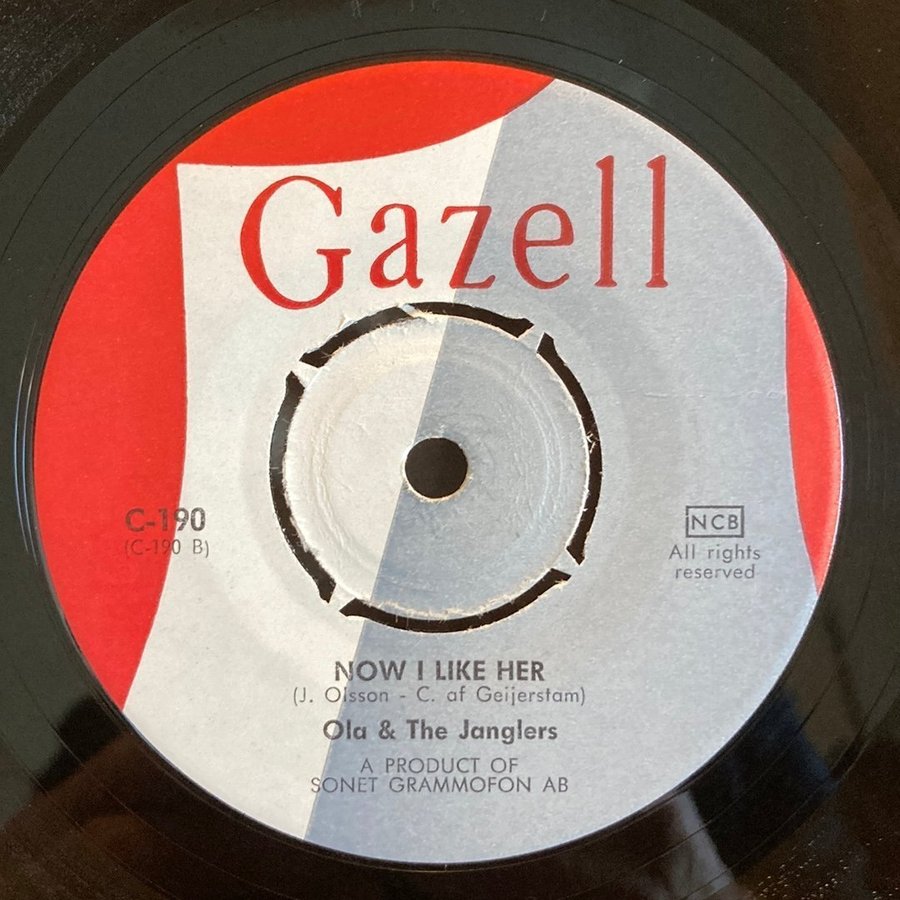 Gazell
C-190
(C-190 B)
NCB
All rights
reserved
NOW I LIKE HER
(J. Olsson - C. af Geijerstam)
Ola & The Janglers
A PRODUCT OF
SONET GRAMMOFON AB